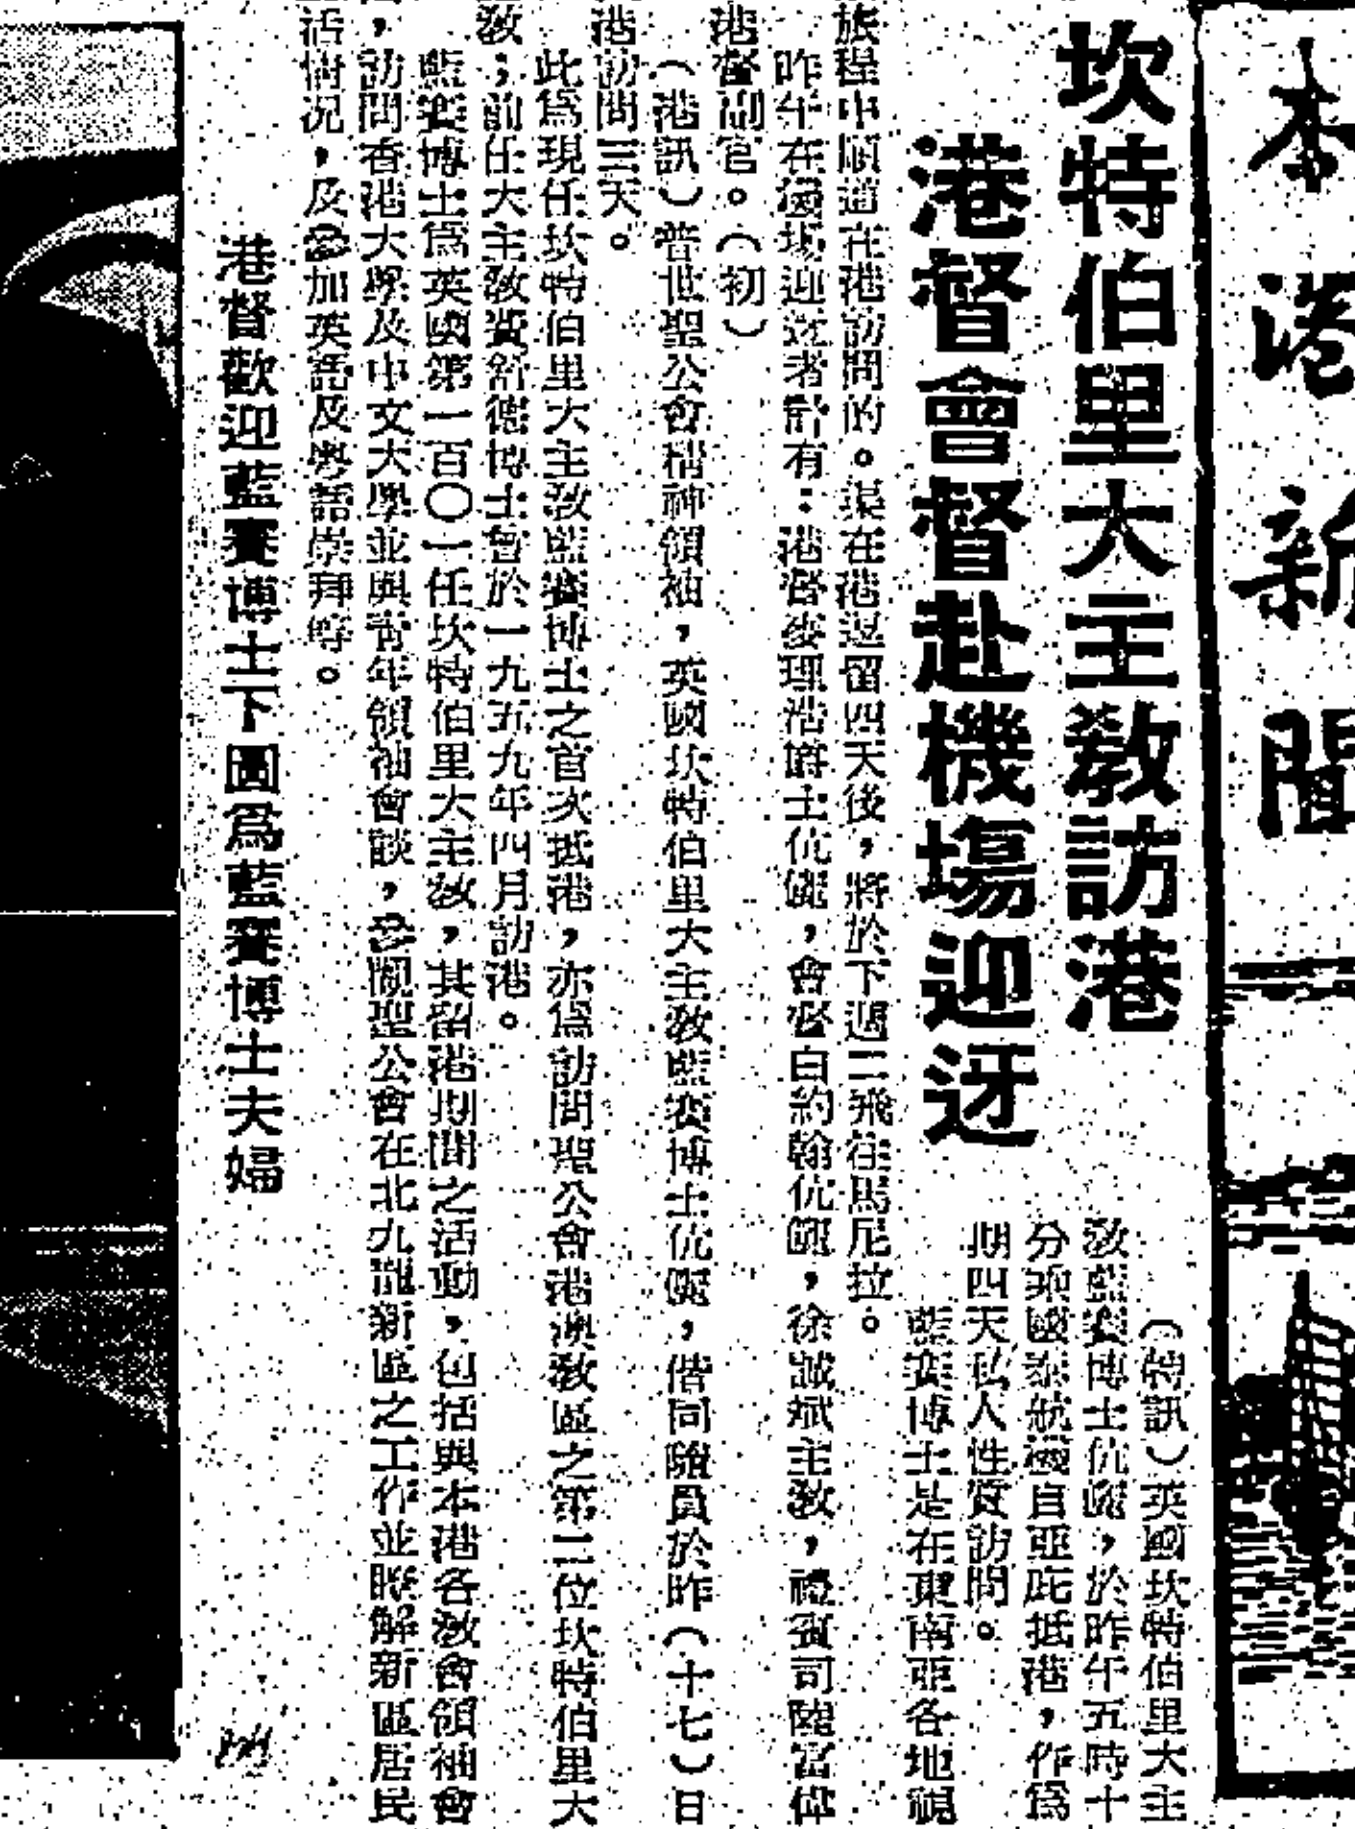 本港新聞
坎特伯里大主教訪港
港督會督赴機場迎迓
（特訊）英國坎特伯里大主
教藍賽博士伉儷，於昨午五時十
分乘國泰航機自亞庇抵港，作爲
期四天私人性質訪問。
藍賽博士是在東南亞各地視
旅程中順道在港訪問的。渠在港逗留四天後，將於下週二飛往馬尼拉。
昨午在機場迎迓者計有：港督麥理浩爵士伉儷，會督白約翰伉儷，徐誠斌主教，禮賓司陸富偉
港督副官。（初）
（港訊）普世聖公會精神領袖，英國坎特伯里大主教藍賽博士伉儷，偕同隨員於昨（十七）日
港訪問三天。
此爲現任坎特伯里大主教藍賽博士之首次抵港，亦爲訪問聖公會港澳教區之第二位坎特伯里大
教；前任大主教費舒德博士會於一九五九年四月訪港。
藍賽博士爲英國第一百〇一任坎特伯里大主教，其留港期間之活動，包括與本港各教會領袖會
，訪問香港大學及中文大學並與青年領袖會談，參觀聖公會在北九龍新區之工作並瞭解新區居民
活情况，及參加英語及粵語崇拜等。
港督歡迎藍賽博士下圖爲藍賽博士夫婦